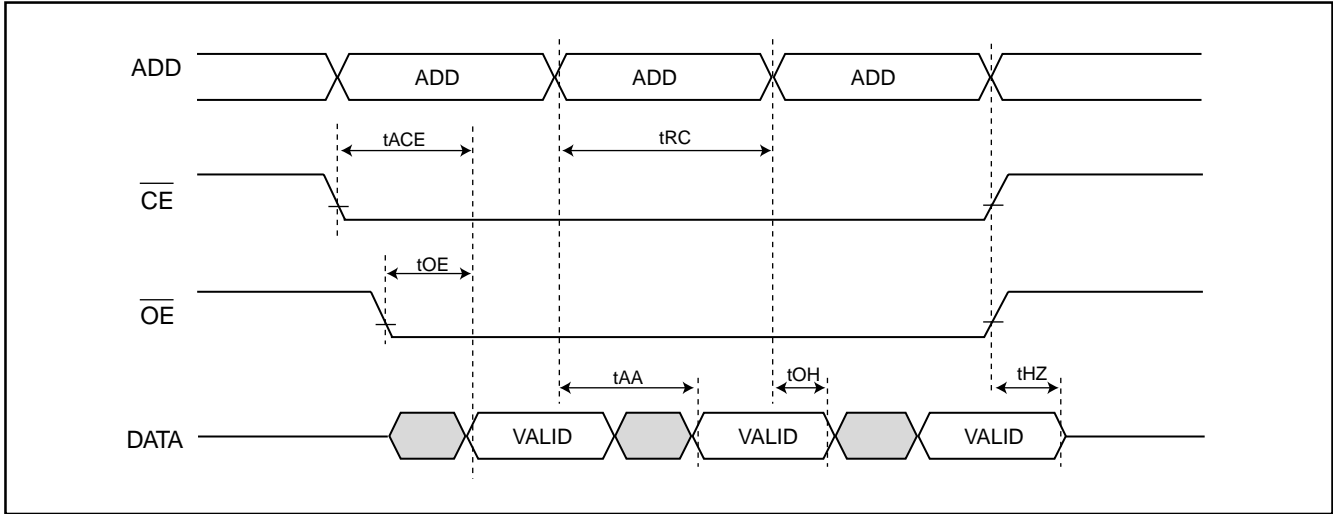 ADD ADD ADD ADD
tACE tRC
CE
tOE
OE
tAA tOH tHZ
DATA VALID VALID VALID